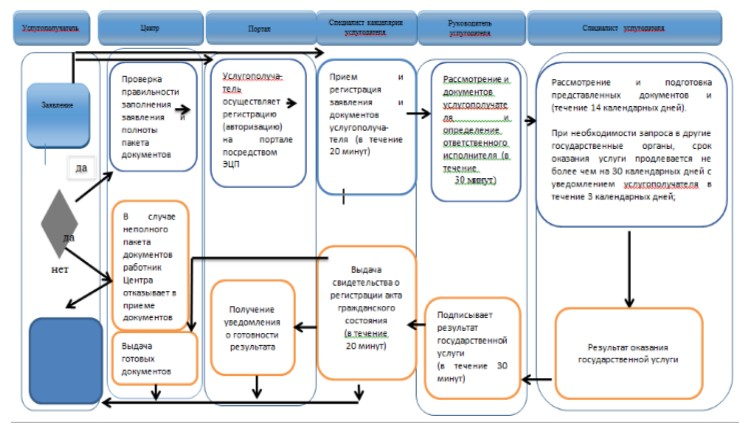 Услугополучатель
Центр
Портал
Специалист канцелярии
услугодателя
Руководитель
услугодателя
Специалист услугодателя
Заявление
да
да
нет
Проверка
правильности
заполнения
заявления и
полноты
пакета
документов
В случае
неполного
пакета
документов
работник
Центра
отказывает в
приеме
документов
Выдача
готовых
документов
Услугополуча-
тель
осуществляет
регистрацию
(авторизацию)
на портале
посредством
ЭЦП
Получение
уведомления
о готовности
результата
Прием и
регистрация
заявления и
документов
услугополуча-
теля (в течение
20 минут)
Выдача
свидетельства о
регистрации акта
гражданского
состояния
(в течение
20 минут)
Рассмотрение и
документов
услугополучате
ля и
определение
ответственного
исполнителя (в
течение
30 минут)
Подписывает
результат
государственной
услуги
(в течение 30
минут)
Рассмотрение и подготовка
представленных документов и
(течение 14 календарных дней).
При необходимости запроса в другие
государственные органы, срок
оказания услуги продлевается не
более чем на 30 календарных дней с
уведомлением услугополучателя в
течение 3 календарных дней;
Результат оказания
государственной услуги